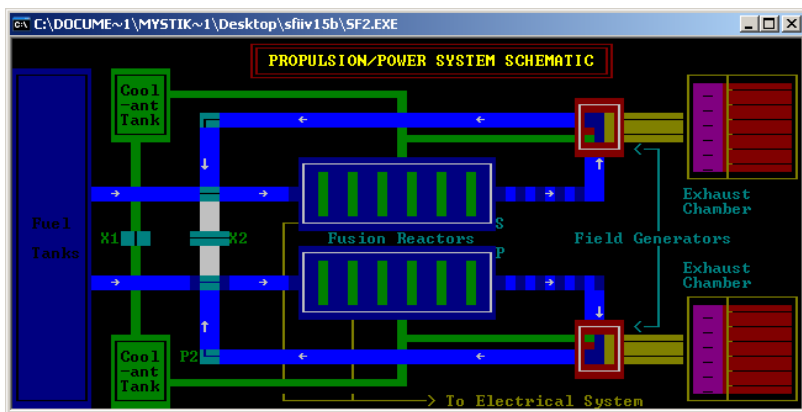 C:\DOCUME~1\MYSTIK~1\Desktop\sfiiv15b\SF2.EXE
PROPULSION/POWER SYSTEM SCHEMATIC
Cool
-ant
Tank
Fuel
Tanks
X1
X2
S
Fusion Reactors
P
Exhaust
Chamber
Field Generators
Exhaust
Chamber
Cool
-ant
Tank
P2
To Electrical System